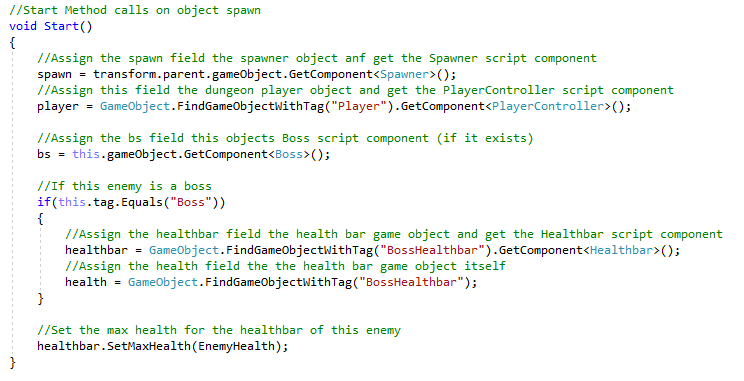 //Start Method calls on object spawn
void Start()
{
//Assign the spawn field the spawner object anf get the Spawner script component
spawn = transform.parent.gameObject.GetComponent<Spawner>();
//Assign this field the dungeon player object and get the PlayerController script component
player = GameObject.FindGameObjectWithTag("Player").GetComponent<PlayerController>();

//Assign the bs field this objects Boss script component (if it exists)
bs = this.gameObject.GetComponent<Boss>();

//If this enemy is a boss
if(this.tag.Equals("Boss"))
{
//Assign the healthbar field the health bar game object and get the Healthbar script component
healthbar = GameObject.FindGameObjectWithTag("BossHealthbar").GetComponent<Healthbar>();
//Assign the health field the the health bar game object itself
health = GameObject.FindGameObjectWithTag("BossHealthbar");
}

//Set the max health for the healthbar of this enemy
healthbar.SetMaxHealth(EnemyHealth);
}